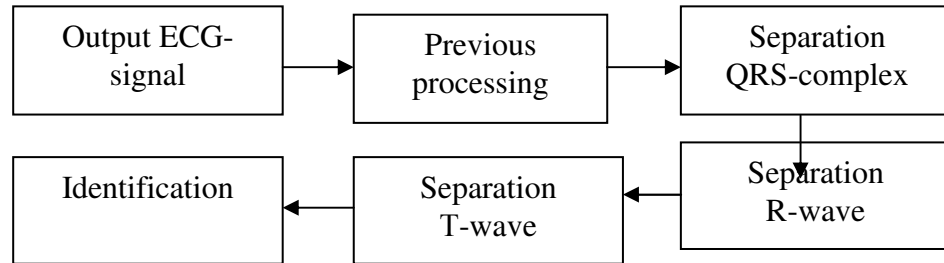 Output ECG-
signal
Previous
processing
Separation
QRS-complex
Separation
R-wave
Separation
T-wave
Identification